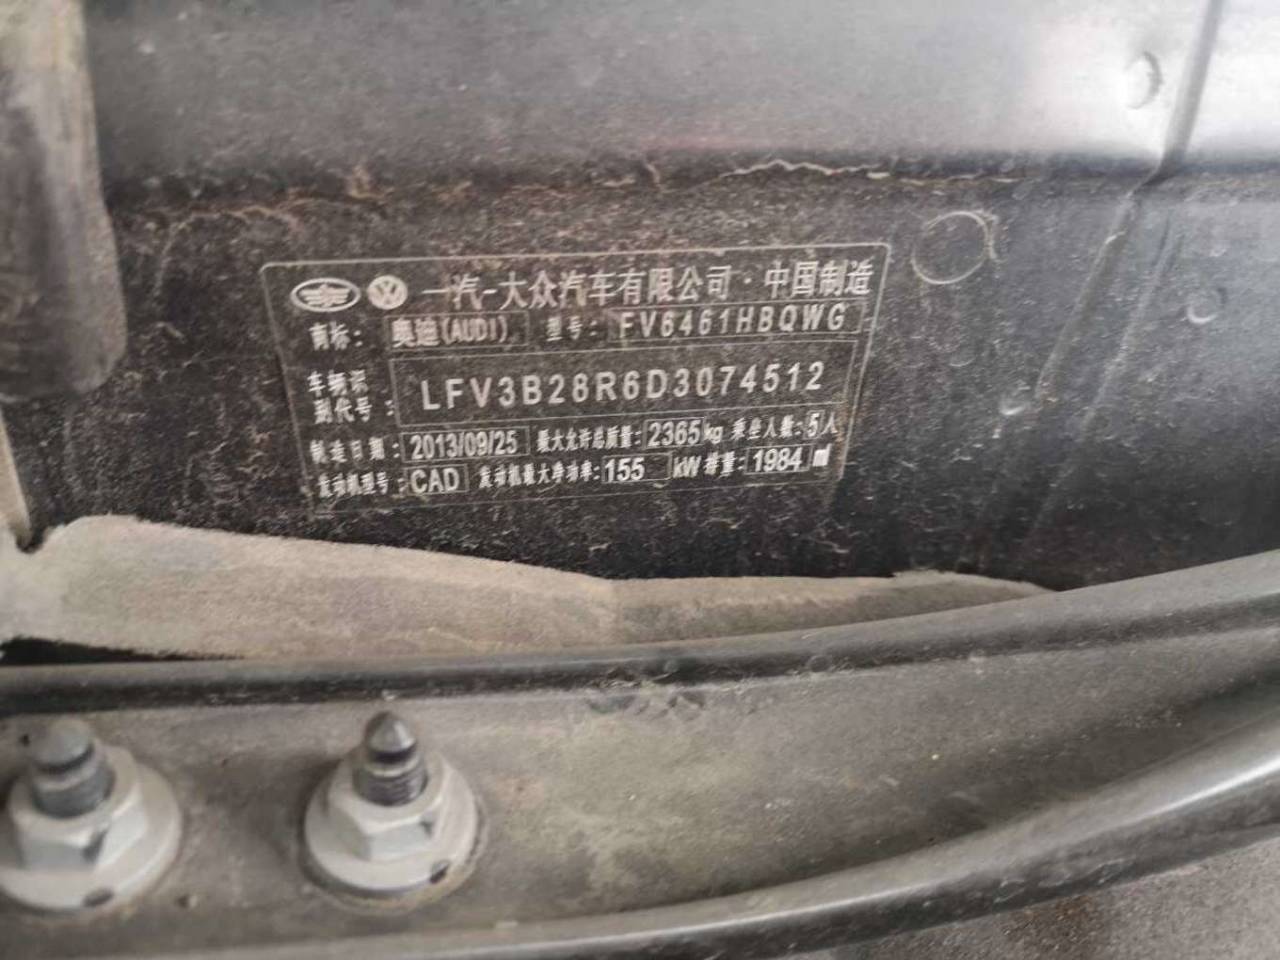 一汽-大众汽车有限公司·中国制造
商标： 奥迪(AUDI) 型号： FV6461HBQWG
车辆识
别代号： LFV3B28R6D3074512
制造日期： 2013/09/25 最大允许总质量： 2365kg 乘坐人数： 5人
发动机型号： CAD 发动机最大净功率： 155 kW 排量： 1984 ml